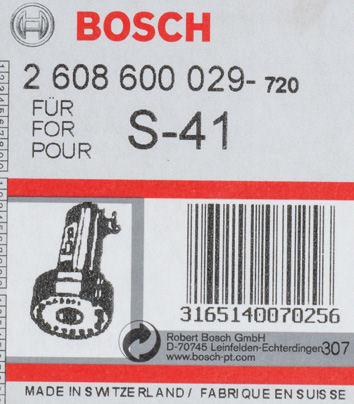 BOSCH
2 608 600 029- 720
FÜR
FOR
POUR
S-41
3165140070256
Robert Bosch GmbH
D-70745 Leinfelden-Echterdingen
www.bosch-pt.com
307
MADE IN SWITZERLAND / FABRIQUE EN SUISSE